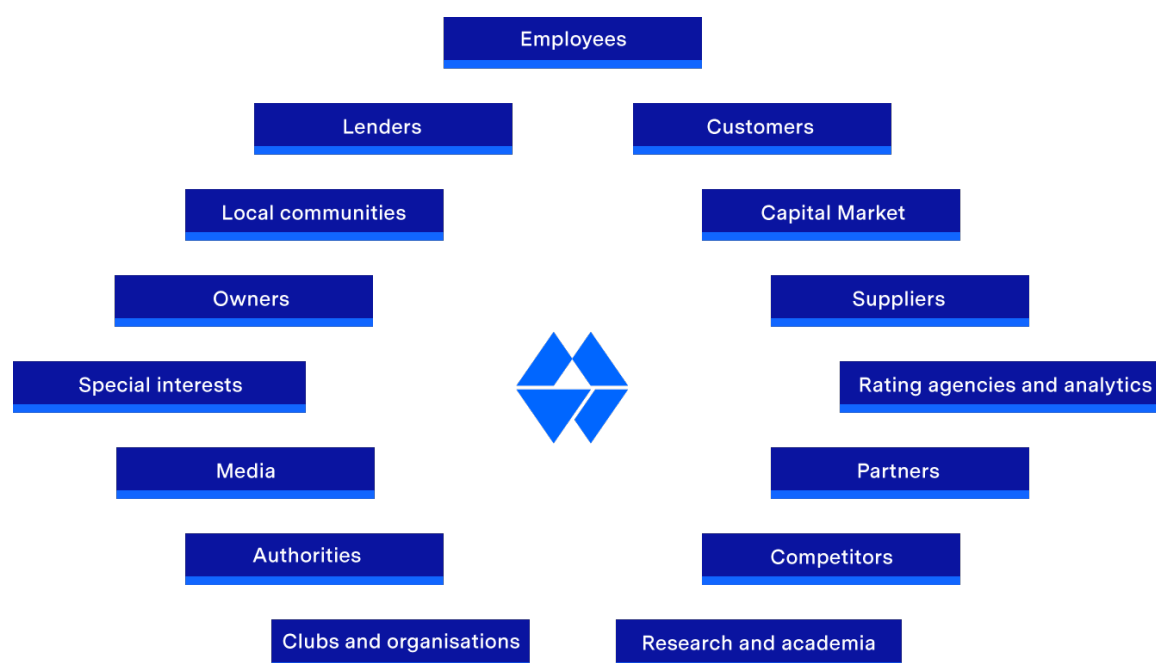 Employees
Lenders
Customers
Local communities
Capital Market
Owners
Suppliers
Special interests
Rating agencies and analytics
Media
Partners
Authorities
Competitors
Clubs and organisations
Research and academia